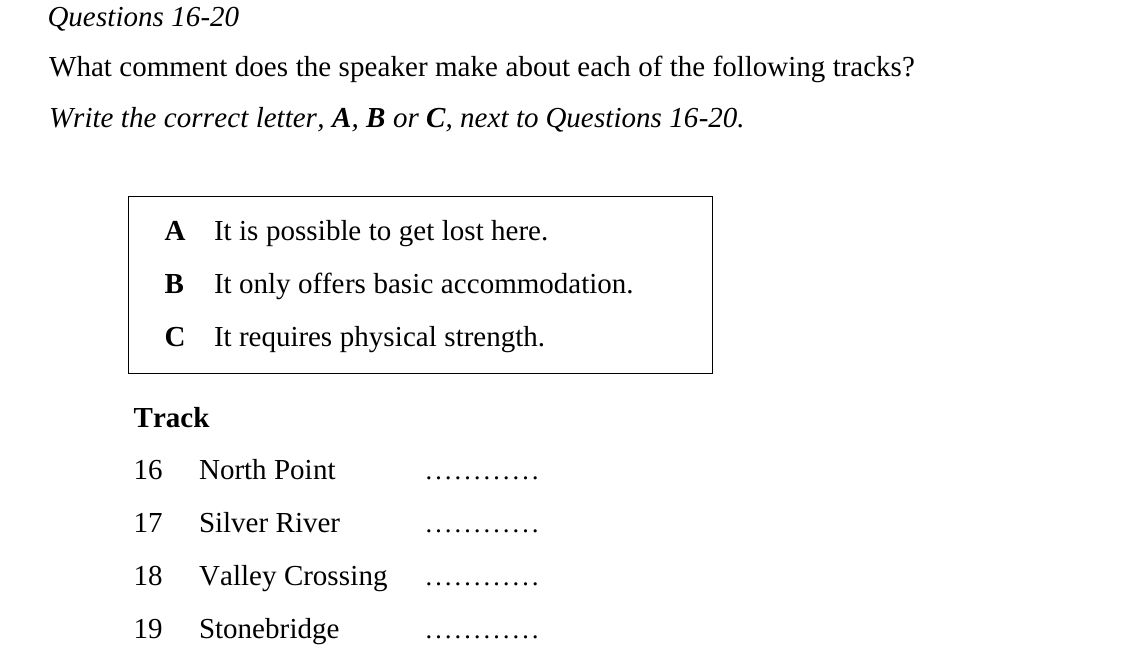 Questions 16-20
What comment does the speaker make about each of the following tracks?
Write the correct letter, A, B or C, next to Questions 16-20.
A It is possible to get lost here.
B It only offers basic accommodation.
C It requires physical strength.
Track
16 North Point …………
17 Silver River …………
18 Valley Crossing …………
19 Stonebridge …………